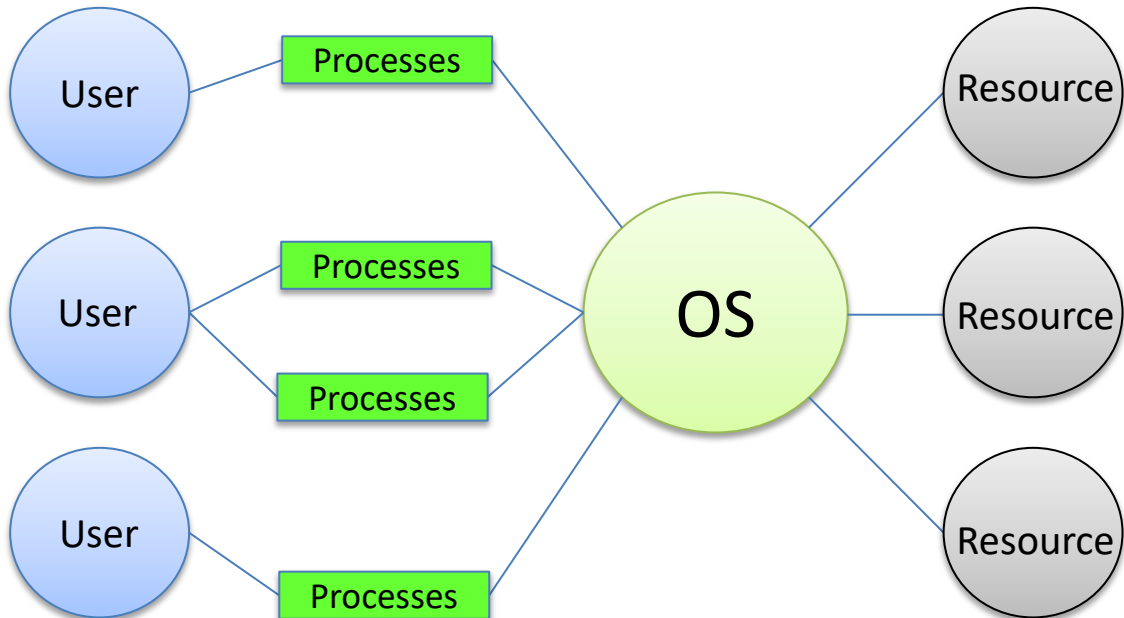 User
Processes
Resource
User
Processes
OS
Resource
Processes
User
Resource
Processes